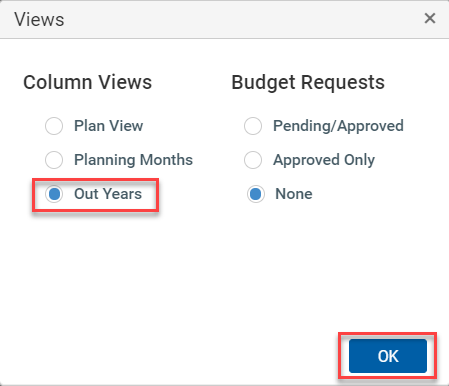 Views
Column Views
Plan View
Planning Months
Out Years
Budget Requests
Pending/Approved
Approved Only
None
OK